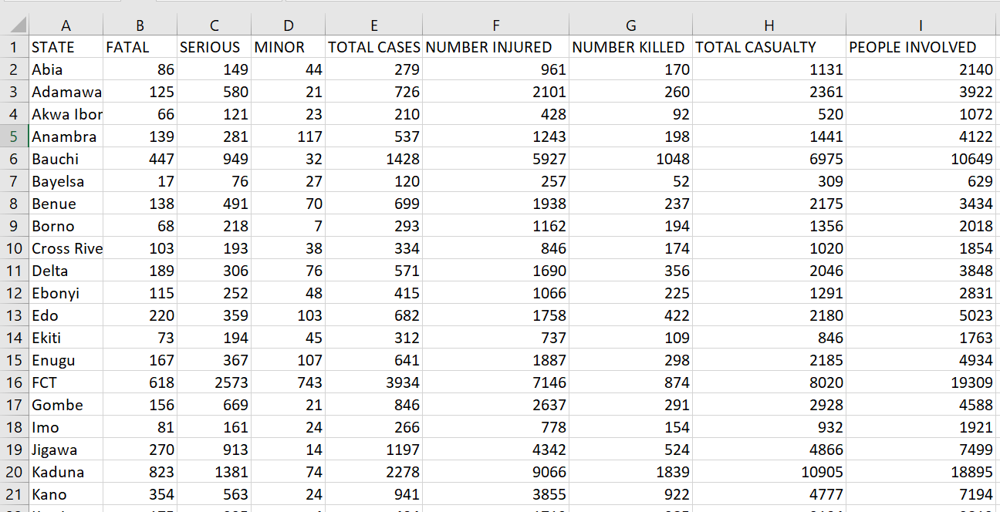 A B C D E F G H I
1 STATE FATAL SERIOUS MINOR TOTAL CASES NUMBER INJURED NUMBER KILLED TOTAL CASUALTY PEOPLE INVOLVED
2 Abia 86 149 44 279 961 170 1131 2140
3 Adamawa 125 580 21 726 2101 260 2361 3922
4 Akwa Ibor 66 121 23 210 428 92 520 1072
5 Anambra 139 281 117 537 1243 198 1441 4122
6 Bauchi 447 949 32 1428 5927 1048 6975 10649
7 Bayelsa 17 76 27 120 257 52 309 629
8 Benue 138 491 70 699 1938 237 2175 3434
9 Borno 68 218 7 293 1162 194 1356 2018
10 Cross Rive 103 193 38 334 846 174 1020 1854
11 Delta 189 306 76 571 1690 356 2046 3848
12 Ebonyi 115 252 48 415 1066 225 1291 2831
13 Edo 220 359 103 682 1758 422 2180 5023
14 Ekiti 73 194 45 312 737 109 846 1763
15 Enugu 167 367 107 641 1887 298 2185 4934
16 FCT 618 2573 743 3934 7146 874 8020 19309
17 Gombe 156 669 21 846 2637 291 2928 4588
18 Imo 81 161 24 266 778 154 932 1921
19 Jigawa 270 913 14 1197 4342 524 4866 7499
20 Kaduna 823 1381 74 2278 9066 1839 10905 18895
21 Kano 354 563 24 941 3855 922 4777 7194